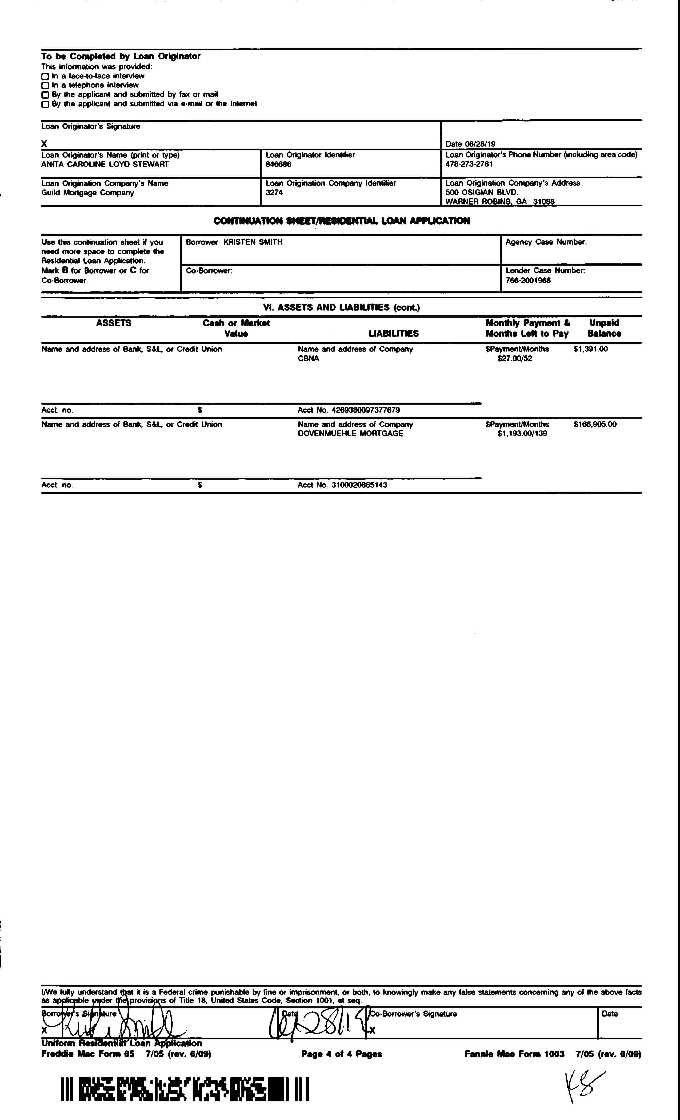 To be Completed by Loan Originator
This information was provided:
☐ In a face-to-face interview
☐ In a telephone interview
☐ By the applicant and submitted by fax or mail
☐ By the applicant and submitted via e-mail or the Internet
Loan Originator's Signature
X
Date 06/28/19
Loan Originator's Name (print or type) Loan Originator Identifier Loan Originator's Phone Number (including area code)
ANITA CAROLINE LOYD STEWART 846686 478-273-2761
Loan Origination Company's Name Loan Origination Company Identifier Loan Origination Company's Address
Guild Mortgage Company 3274 500 OSIGIAN BLVD.
WARNER ROBINS, GA 31088
CONTINUATION SHEET/RESIDENTIAL LOAN APPLICATION
Use this continuation sheet if you need more space to complete the Residential Loan Application. Mark B for Borrower or C for Co-Borrower.
Borrower: KRISTEN SMITH
Agency Case Number:
Co-Borrower:
Lender Case Number:
766-2001966
VI. ASSETS AND LIABILITIES (cont.)
ASSETS Cash or Market Value LIABILITIES Monthly Payment & Months Left to Pay Unpaid Balance
Name and address of Bank, S&L, or Credit Union Name and address of Company $Payment/Months $1,391.00
CBNA $27.00/52
Acct. no. $ Acct No. 4269380097377679
Name and address of Bank, S&L, or Credit Union Name and address of Company $Payment/Months $166,905.00
DOVENMUEHLE MORTGAGE $1,193.00/139
Acct. no. $ Acct No. 3100020865143
I/We fully understand that it is a Federal crime punishable by fine or imprisonment, or both, to knowingly make any false statements concerning any of the above facts
as applicable under the provisions of Title 18, United States Code, Section 1001, et seq.
Borrower's Signature Date Co-Borrower's Signature Date
X 6/28/19 X
Uniform Residential Loan Application
Freddie Mac Form 65 7/05 (rev. 6/09) Page 4 of 4 Pages Fannie Mae Form 1003 7/05 (rev. 6/09)